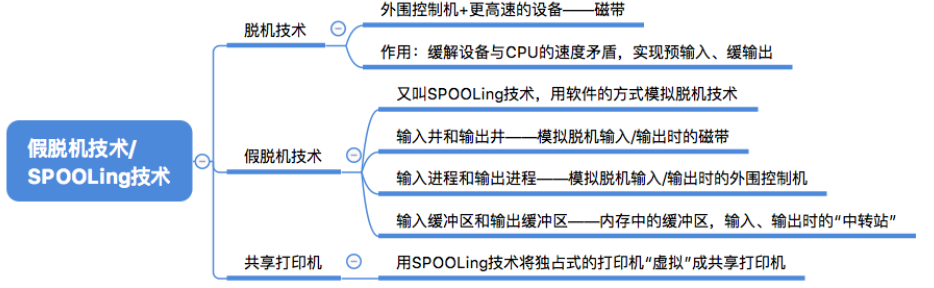 假脱机技术/
SPOOLing技术
脱机技术
外围控制机+更高速的设备——磁带
作用：缓解设备与CPU的速度矛盾，实现预输入、缓输出
假脱机技术
又叫SPOOLing技术，用软件的方式模拟脱机技术
输入井和输出井——模拟脱机输入/输出时的磁带
输入进程和输出进程——模拟脱机输入/输出时的外围控制机
输入缓冲区和输出缓冲区——内存中的缓冲区，输入、输出时的“中转站”
共享打印机
用SPOOLing技术将独占式的打印机“虚拟”成共享打印机